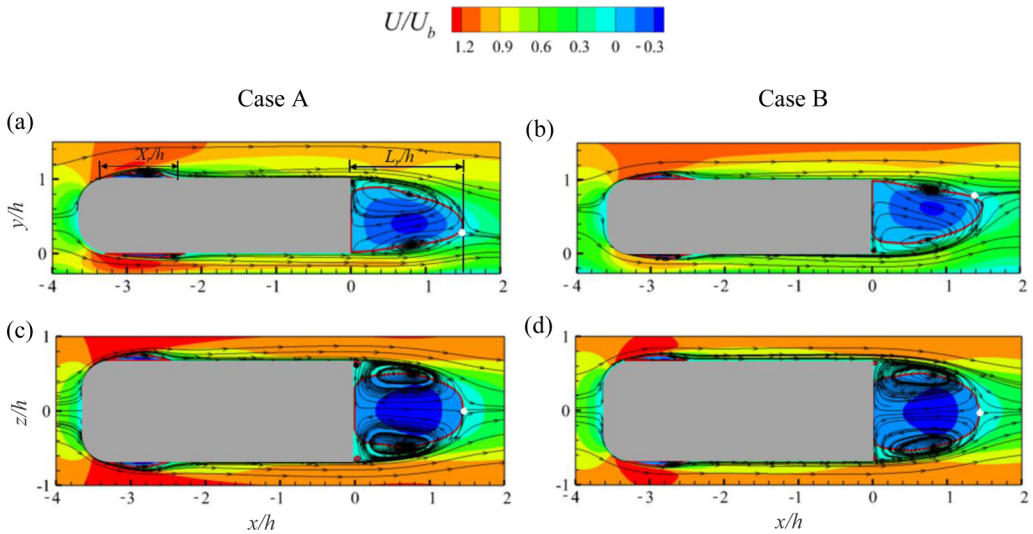 U/U_b
1.2 0.9 0.6 0.3 0 -0.3
Case A
Case B
(a)
X_r/h
L_r/h
y/h
1
0
-4 -3 -2 -1 0 1 2
(b)
1
0
-4 -3 -2 -1 0 1 2
(c)
z/h
1
0
-1
-4 -3 -2 -1 0 1 2
x/h
(d)
1
0
-1
-4 -3 -2 -1 0 1 2
x/h